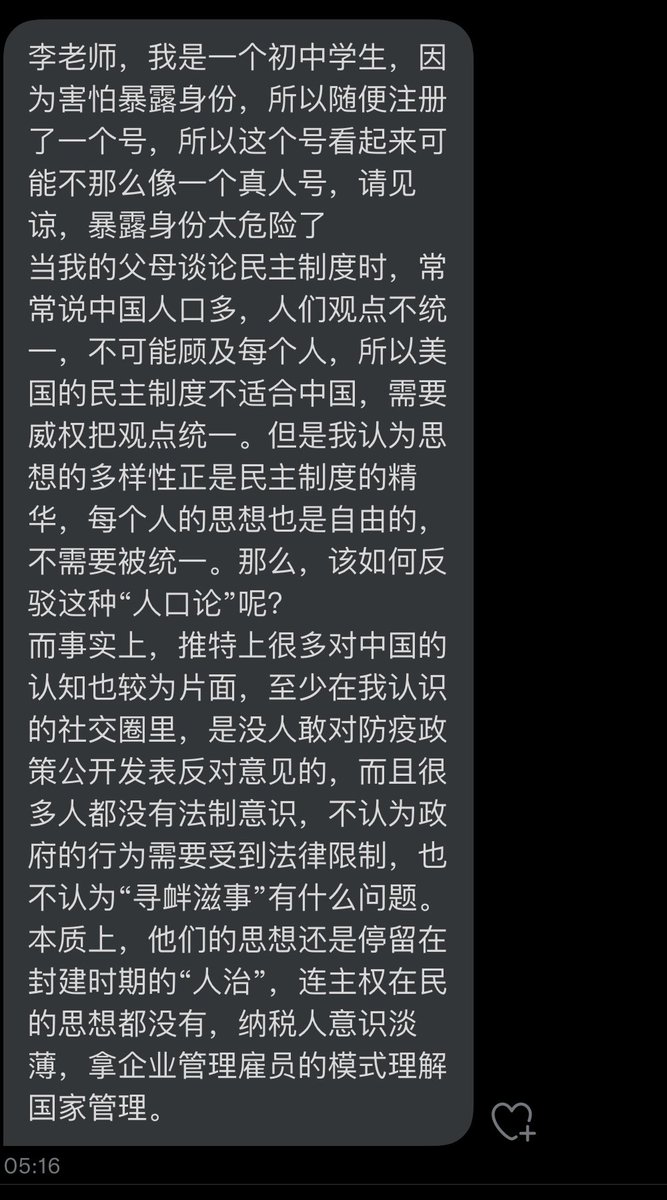 李老师，我是一个初中学生，因
为害怕暴露身份，所以随便注册
了一个号，所以这个号看起来可
能不那么像一个真人号，请见
谅，暴露身份太危险了
当我的父母谈论民主制度时，常
常说中国人口多，人们观点不统
一，不可能顾及每个人，所以美
国的民主制度不适合中国，需要
威权把观点统一。但是我认为思
想的多样性正是民主制度的精
华，每个人的思想也是自由的，
不需要被统一。那么，该如何反
驳这种“人口论”呢？
而事实上，推特上很多对中国的
认知也较为片面，至少在我认识
的社交圈里，是没人敢对防疫政
策公开发表反对意见的，而且很
多人都没有法制意识，不认为政
府的行为需要受到法律限制，也
不认为“寻衅滋事”有什么问题。
本质上，他们的思想还是停留在
封建时期的“人治”，连主权在民
的思想都没有，纳税人意识淡
薄，拿企业管理雇员的模式理解
国家管理。
05:16